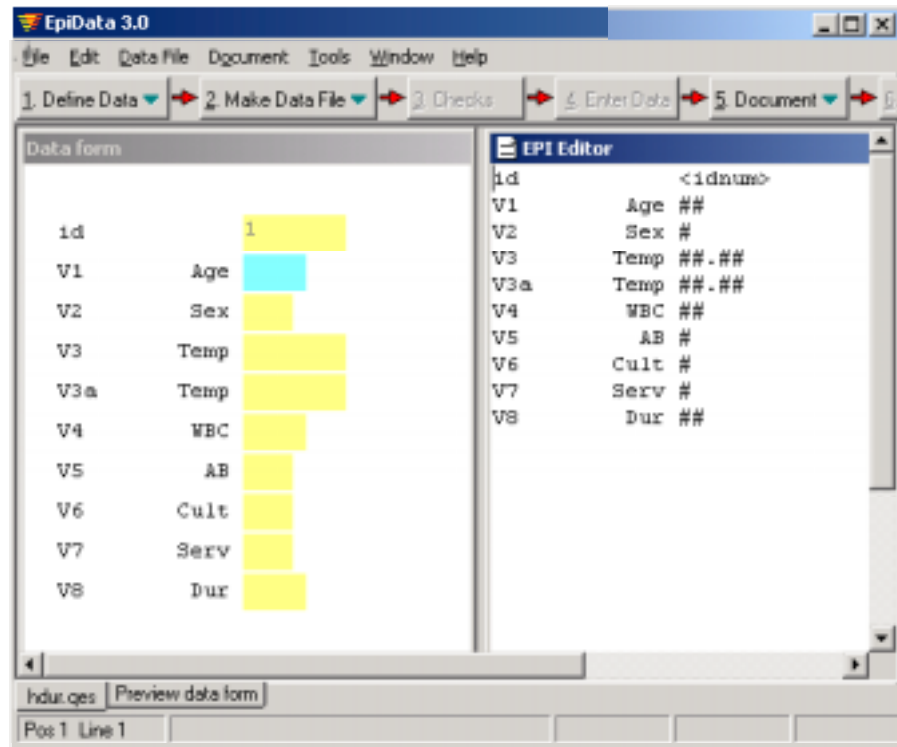 EpiData 3.0
File Edit Data File Document Tools Window Help
1. Define Data 2. Make Data File 3. Checks 4. Enter Data 5. Document 6
Data form
id 1
V1 Age
V2 Sex
V3 Temp
V3a Temp
V4 WBC
V5 AB
V6 Cult
V7 Serv
V8 Dur
EPI Editor
id <idnum>
V1 Age ##
V2 Sex #
V3 Temp ##.##
V3a Temp ##.##
V4 WBC ##
V5 AB #
V6 Cult #
V7 Serv #
V8 Dur ##
hdur.qes Preview data form
Pos 1 Line 1